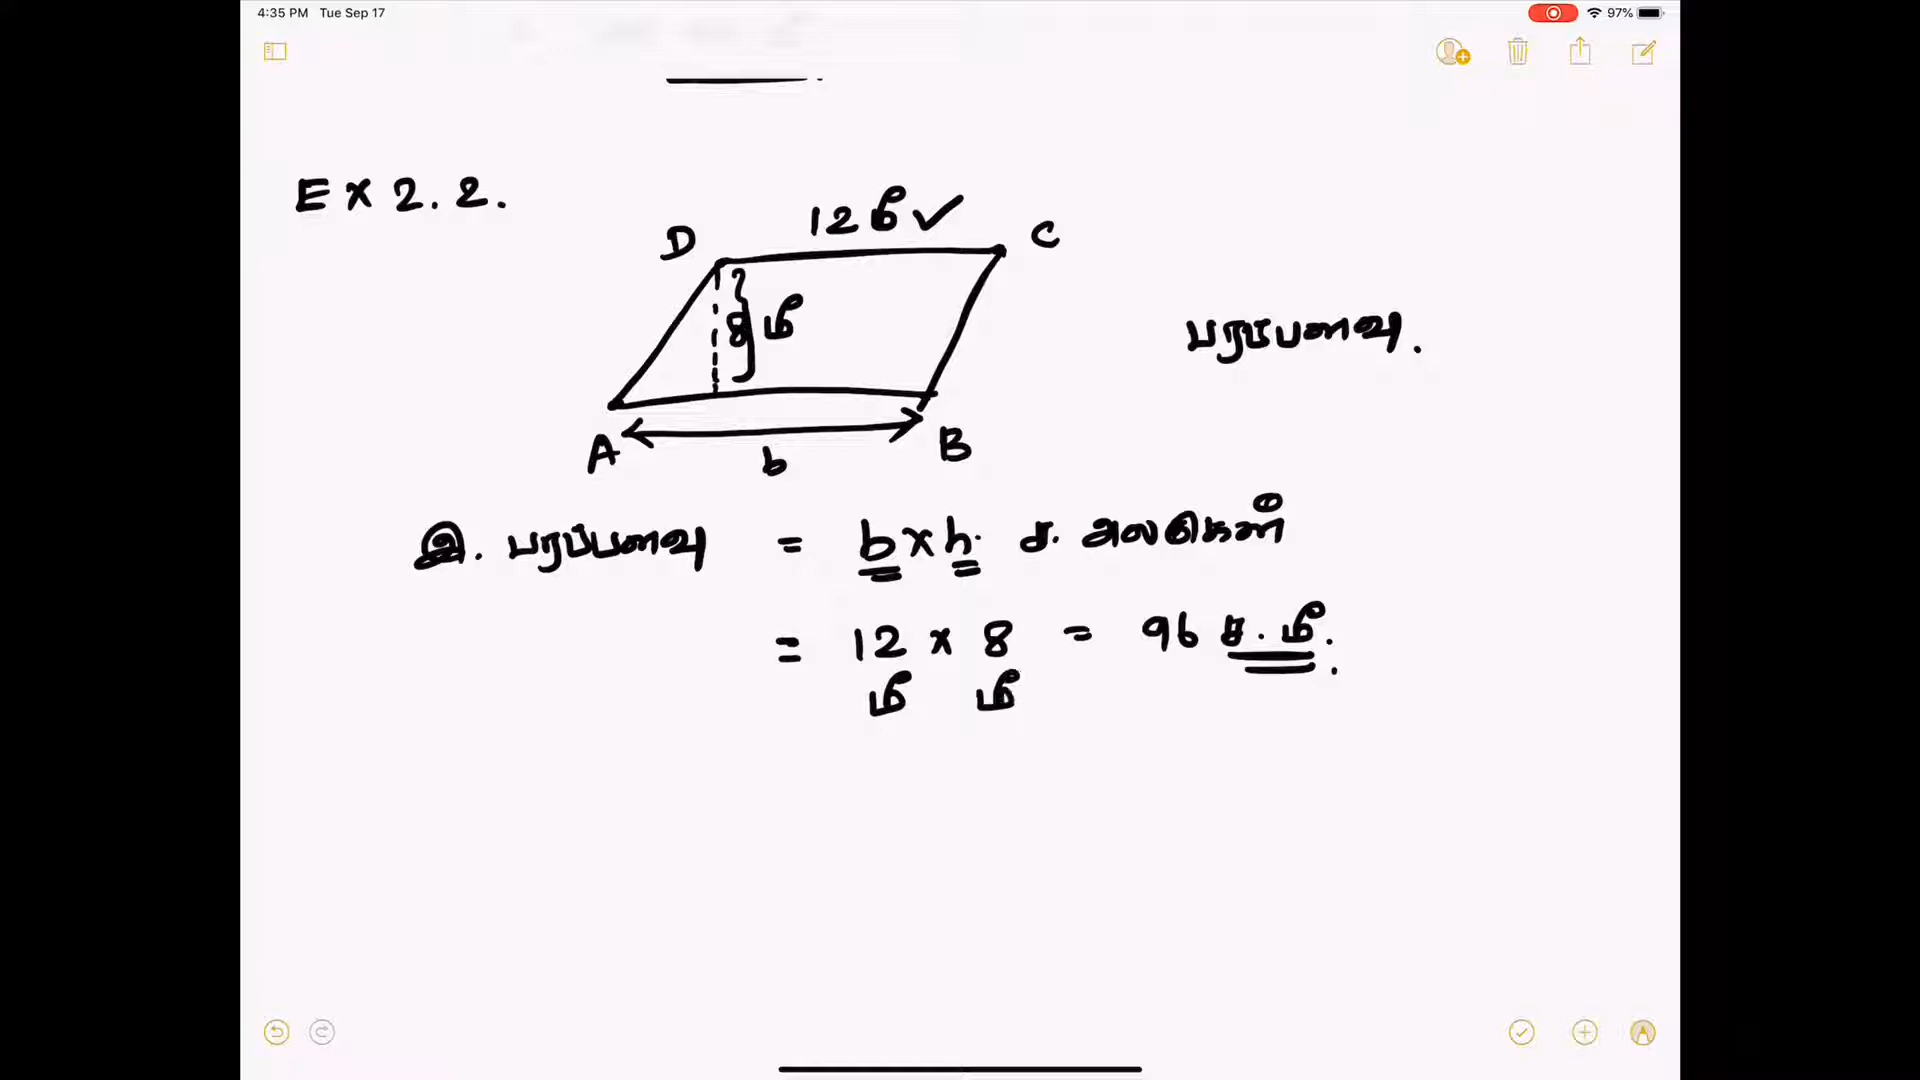 4:35 PM Tue Sep 17
97%
Ex 2.2.
12 மீ ✓
D
C
8 மீ
பரப்பளவு.
A
B
b
இ. பரப்பளவு = b x h. ச. அலகுகள்
= 12 x 8 = 96 ச.மீ.
மீ மீ